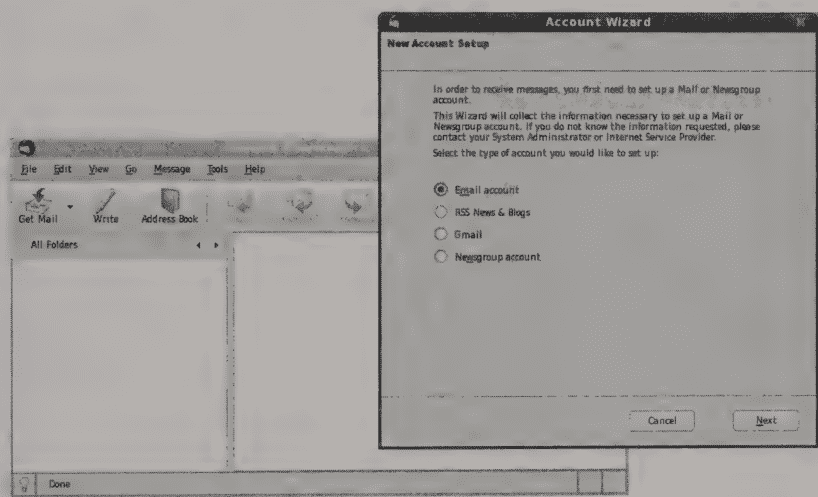 Account Wizard
New Account Setup
In order to receive messages, you first need to set up a Mail or Newsgroup
account.
This Wizard will collect the information necessary to set up a Mail or
Newsgroup account. If you do not know the information requested, please
contact your System Administrator or Internet Service Provider.
Select the type of account you would like to set up:
Email account
RSS News & Blogs
Gmail
Newsgroup account
Cancel Next
File Edit View Go Message Tools Help
Get Mail Write Address Book
All Folders
Done